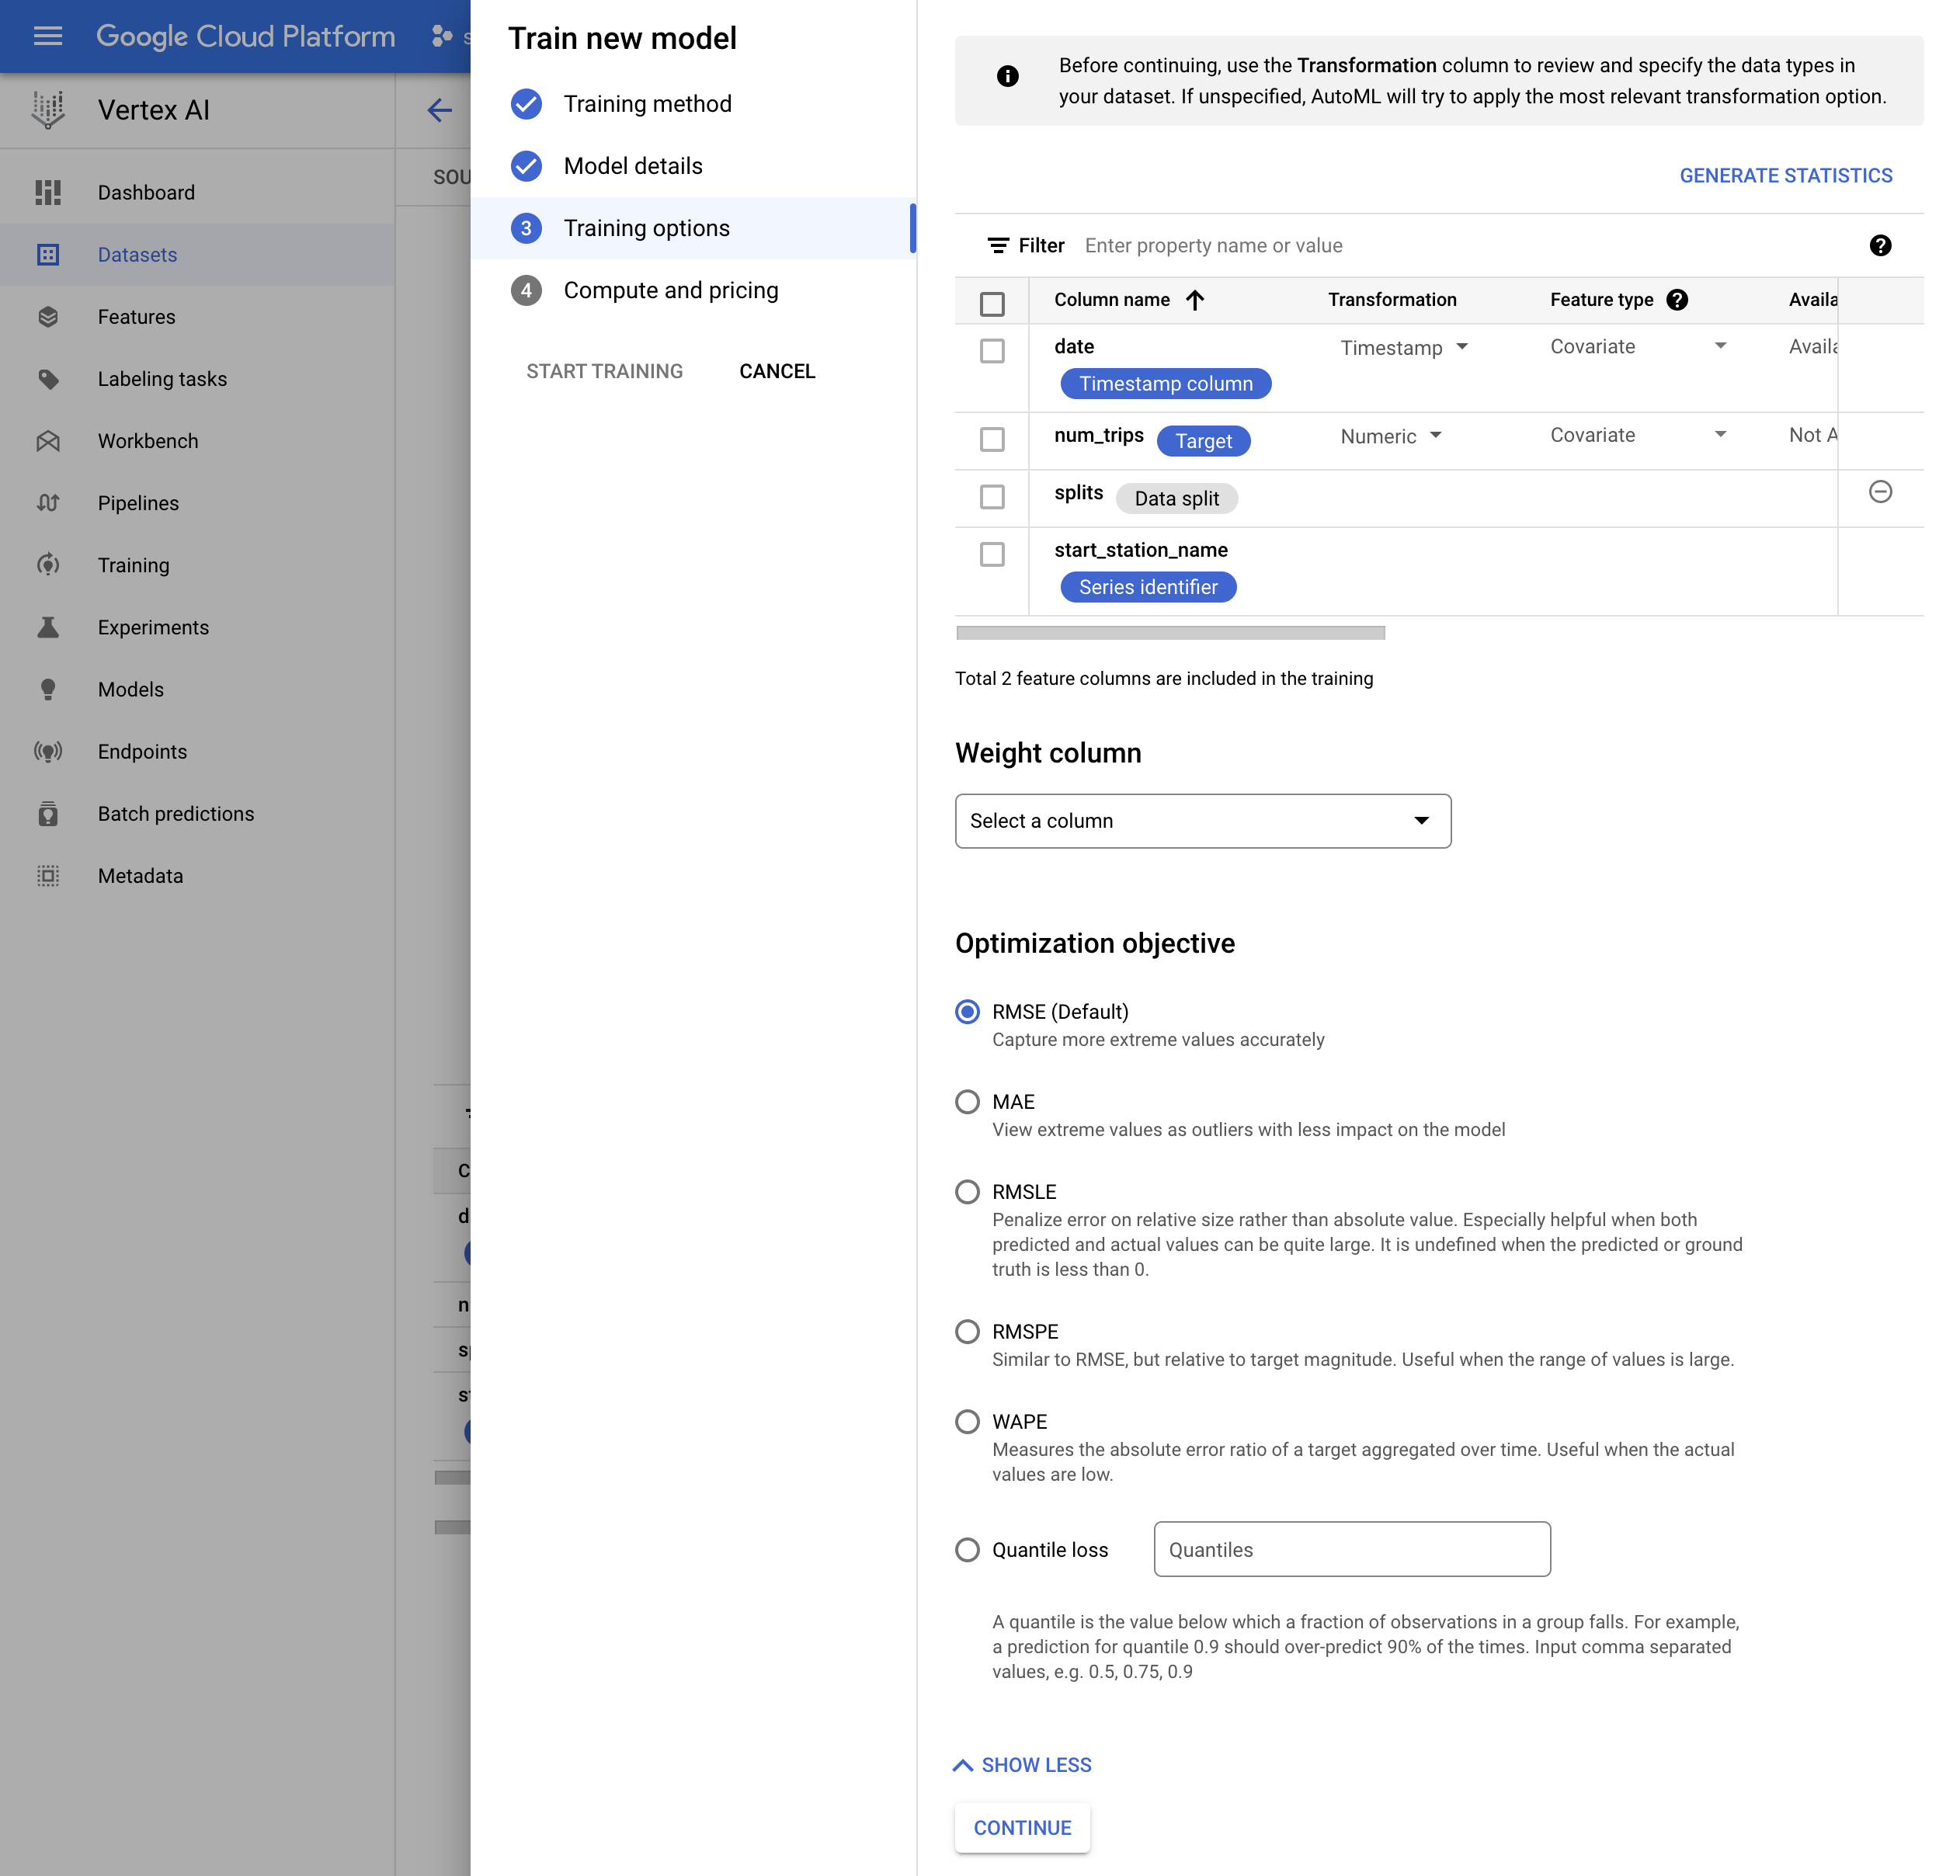 Google Cloud Platform
Vertex AI
Dashboard
Datasets
Features
Labeling tasks
Workbench
Pipelines
Training
Experiments
Models
Endpoints
Batch predictions
Metadata
SOU
Train new model
Training method
Model details
3 Training options
4 Compute and pricing
START TRAINING CANCEL
Before continuing, use the Transformation column to review and specify the data types in
your dataset. If unspecified, AutoML will try to apply the most relevant transformation option.
GENERATE STATISTICS
Filter Enter property name or value
Column name Transformation Feature type Availa
date Timestamp Covariate Availa
Timestamp column
num_trips Target Numeric Covariate Not A
splits Data split
start_station_name
Series identifier
Total 2 feature columns are included in the training
Weight column
Select a column
Optimization objective
RMSE (Default)
Capture more extreme values accurately
MAE
View extreme values as outliers with less impact on the model
RMSLE
Penalize error on relative size rather than absolute value. Especially helpful when both
predicted and actual values can be quite large. It is undefined when the predicted or ground
truth is less than 0.
RMSPE
Similar to RMSE, but relative to target magnitude. Useful when the range of values is large.
WAPE
Measures the absolute error ratio of a target aggregated over time. Useful when the actual
values are low.
Quantile loss Quantiles
A quantile is the value below which a fraction of observations in a group falls. For example,
a prediction for quantile 0.9 should over-predict 90% of the times. Input comma separated
values, e.g. 0.5, 0.75, 0.9
SHOW LESS
CONTINUE